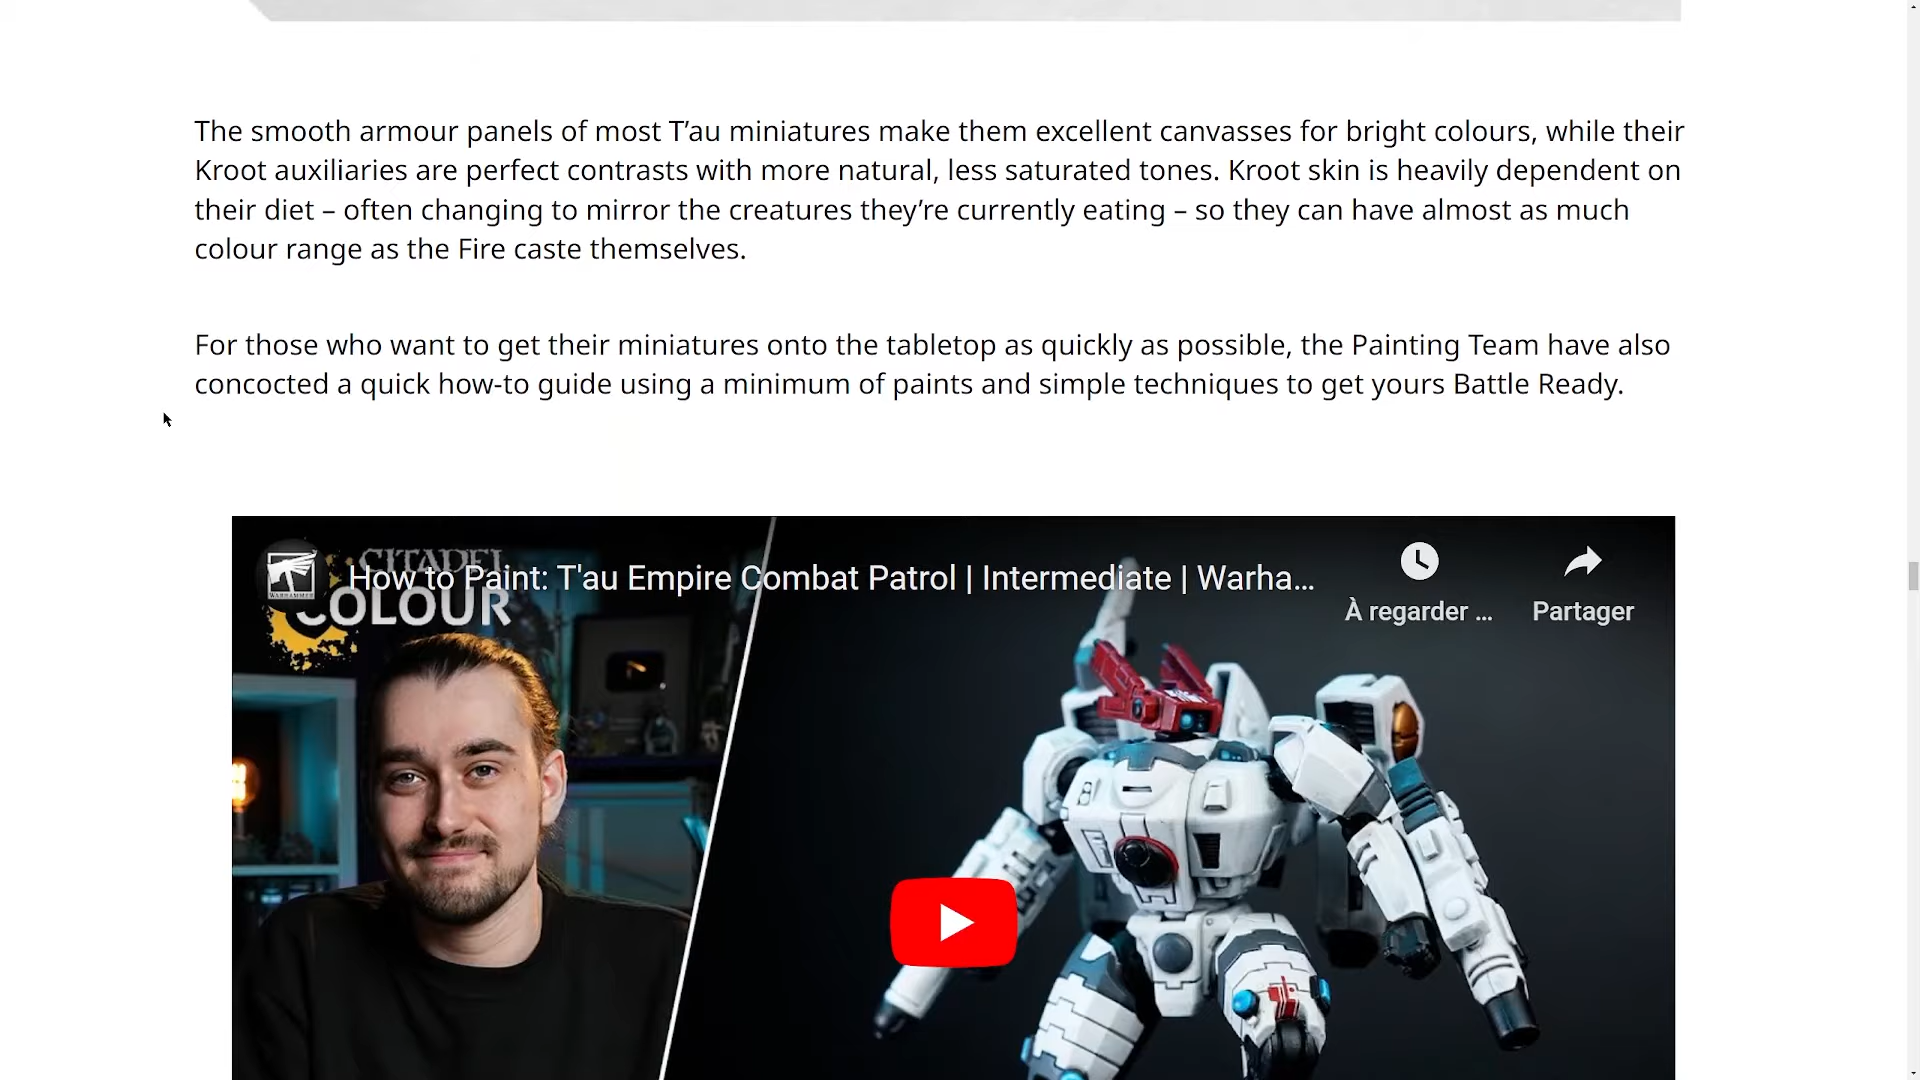 The smooth armour panels of most T’au miniatures make them excellent canvasses for bright colours, while their
Kroot auxiliaries are perfect contrasts with more natural, less saturated tones. Kroot skin is heavily dependent on
their diet – often changing to mirror the creatures they’re currently eating – so they can have almost as much
colour range as the Fire caste themselves.
For those who want to get their miniatures onto the tabletop as quickly as possible, the Painting Team have also
concocted a quick how-to guide using a minimum of paints and simple techniques to get yours Battle Ready.
CITADEL
COLOUR
WARHAMMER
How to Paint: T'au Empire Combat Patrol | Intermediate | Warha...
À regarder ...
Partager